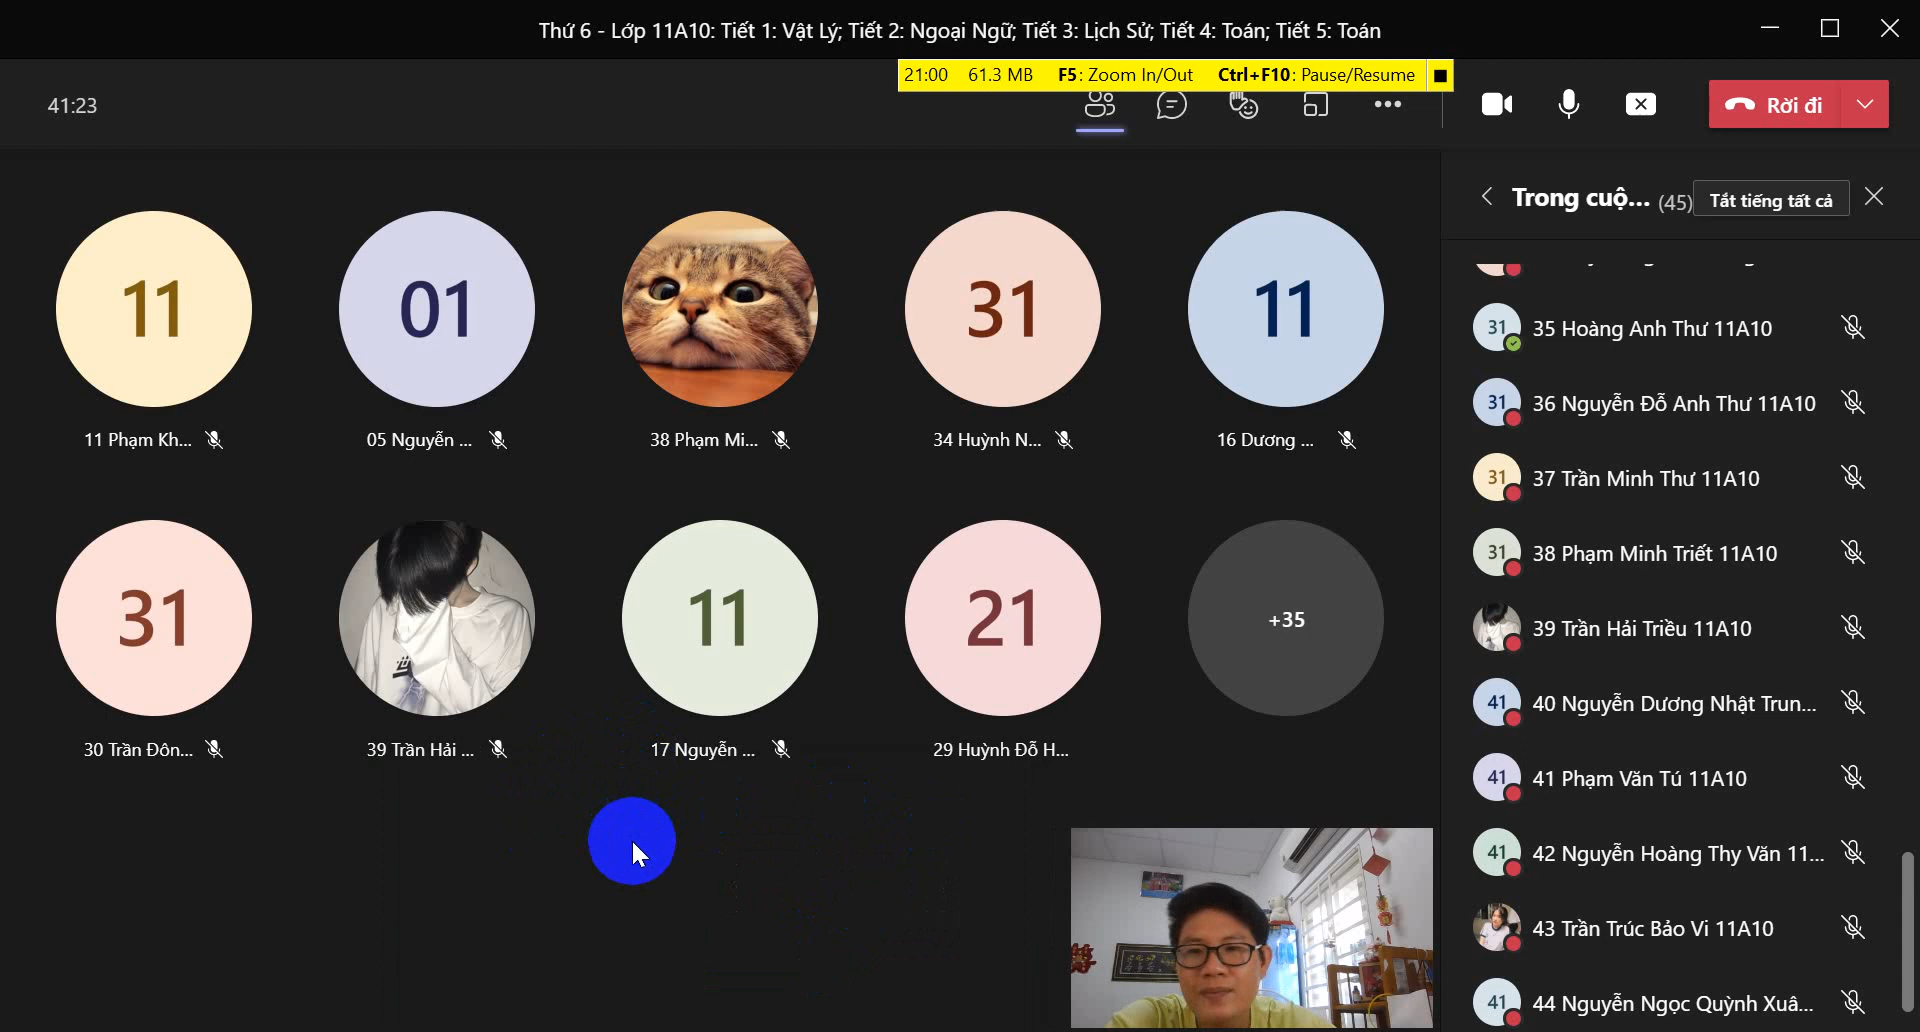 Thứ 6 - Lớp 11A10: Tiết 1: Vật Lý; Tiết 2: Ngoại Ngữ; Tiết 3: Lịch Sử; Tiết 4: Toán; Tiết 5: Toán
21:00 61.3 MB F5: Zoom In/Out Ctrl+F10: Pause/Resume
41:23
Rời đi
Trong cuộ... (45)
Tắt tiếng tất cả
11
01
31
11
11 Phạm Kh...
05 Nguyễn ...
38 Phạm Mi...
34 Huỳnh N...
16 Dương ...
31
11
21
+35
30 Trần Đôn...
39 Trần Hải ...
17 Nguyễn ...
29 Huỳnh Đỗ H...
31 35 Hoàng Anh Thư 11A10
31 36 Nguyễn Đỗ Anh Thư 11A10
31 37 Trần Minh Thư 11A10
31 38 Phạm Minh Triết 11A10
39 Trần Hải Triều 11A10
41 40 Nguyễn Dương Nhật Trun...
41 41 Phạm Văn Tú 11A10
41 42 Nguyễn Hoàng Thy Văn 11...
43 Trần Trúc Bảo Vi 11A10
41 44 Nguyễn Ngọc Quỳnh Xuâ...